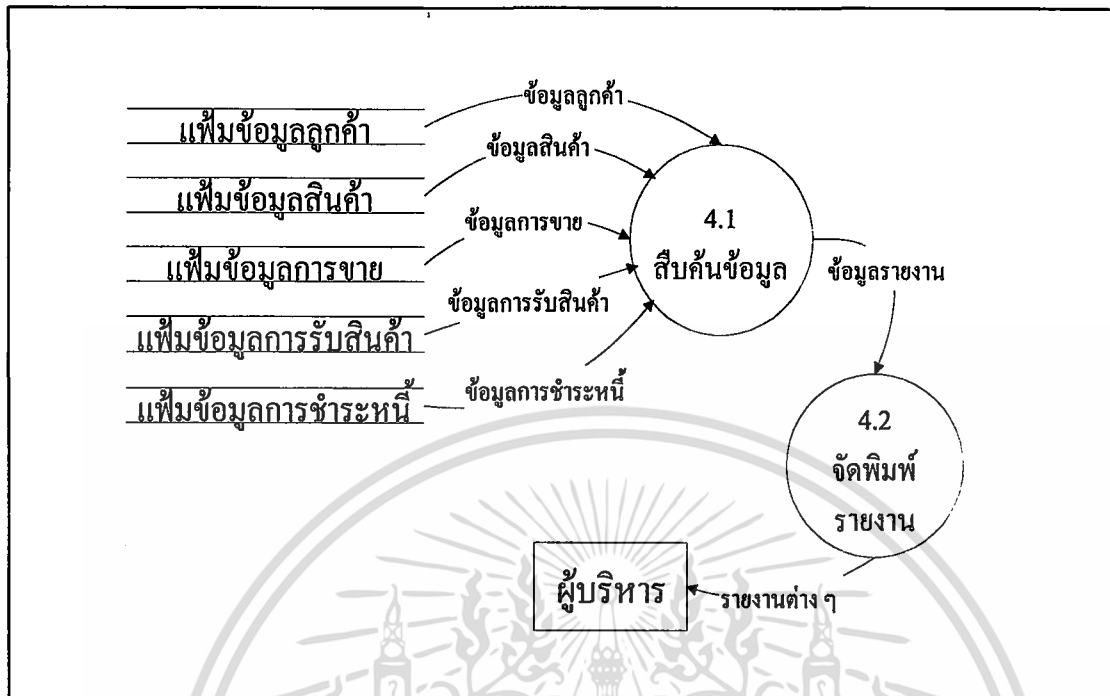 แฟ้มข้อมูลลูกค้า
ข้อมูลลูกค้า
แฟ้มข้อมูลสินค้า
ข้อมูลสินค้า
แฟ้มข้อมูลการขาย
ข้อมูลการขาย
แฟ้มข้อมูลการรับสินค้า
ข้อมูลการรับสินค้า
แฟ้มข้อมูลการชำระหนี้
ข้อมูลการชำระหนี้
4.1
สืบค้นข้อมูล
ข้อมูลรายงาน
4.2
จัดพิมพ์
รายงาน
รายงานต่าง ๆ
ผู้บริหาร